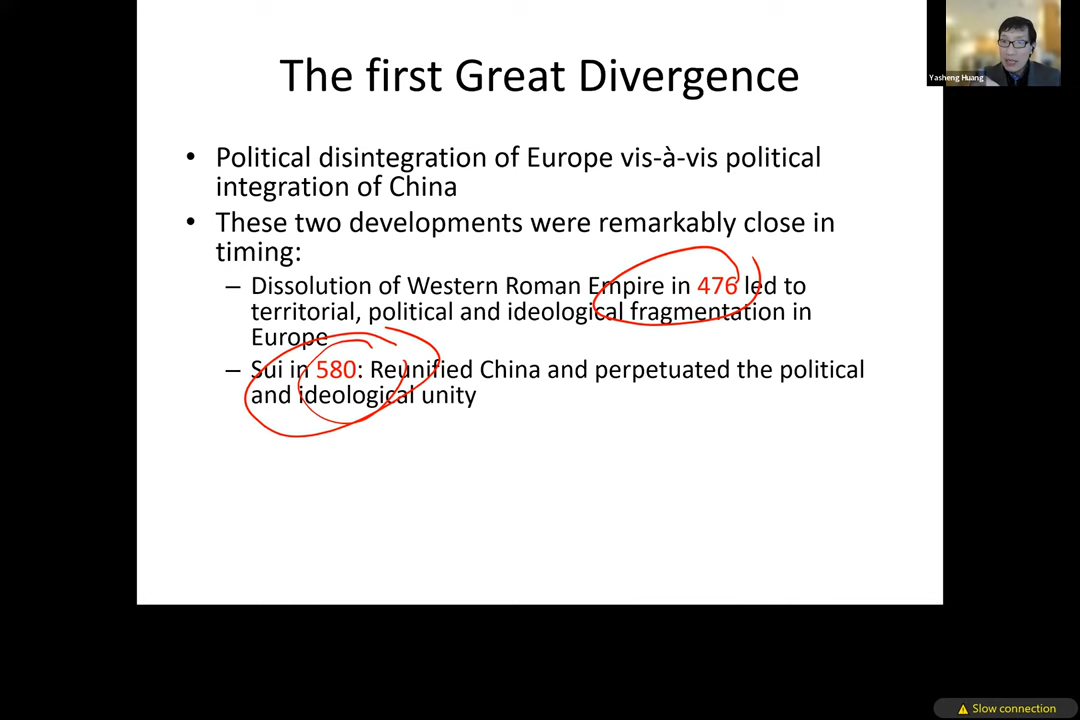 The first Great Divergence
Yasheng Huang
• Political disintegration of Europe vis-à-vis political
integration of China
• These two developments were remarkably close in
timing:
– Dissolution of Western Roman Empire in 476 led to
territorial, political and ideological fragmentation in
Europe
– Sui in 580: Reunified China and perpetuated the political
and ideological unity
Slow connection